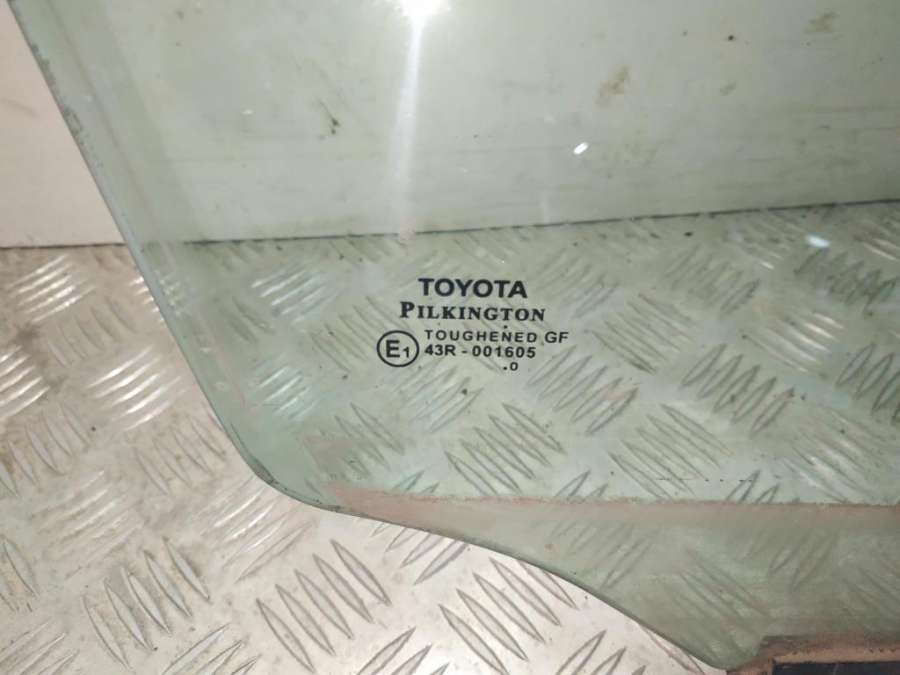 TOYOTA
PILKINGTON
TOUGHENED GF
E1 43R - 001605
.0